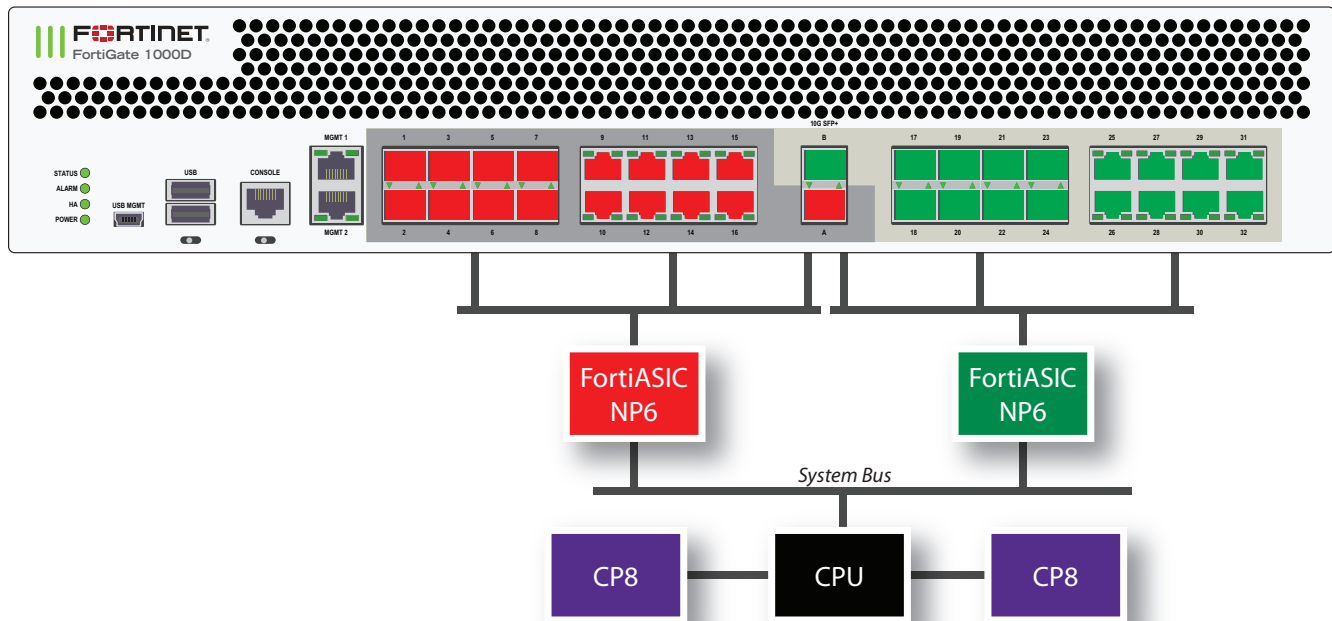 FORTINET
FortiGate 1000D
10G SFP+
MGMT 1
1 3 5 7
9 11 13 15
B
17 19 21 23
25 27 29 31
STATUS
ALARM
HA
POWER
USB MGMT
USB
CONSOLE
MGMT 2
2 4 6 8
10 12 14 16
A
18 20 22 24
26 28 30 32
FortiASIC
NP6
FortiASIC
NP6
System Bus
CP8
CPU
CP8